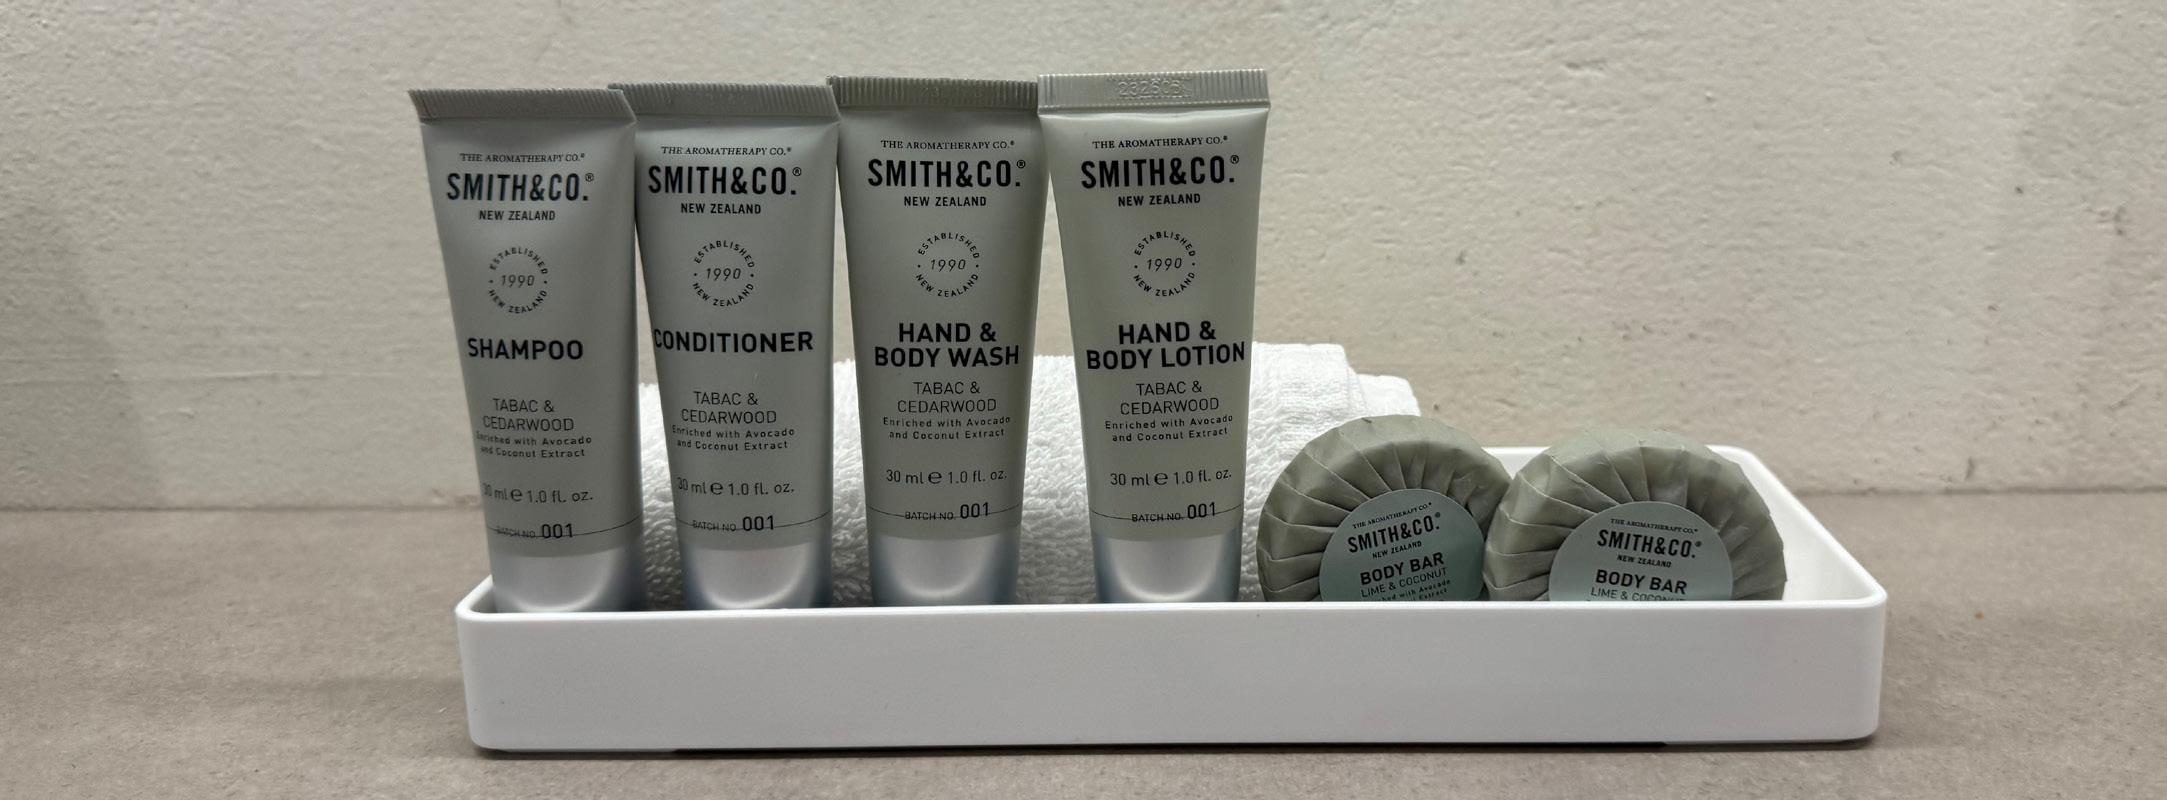 THE AROMATHERAPY CO.®
SMITH&CO.®
NEW ZEALAND
ESTABLISHED
1990
NEW ZEALAND
SHAMPOO
TABAC &
CEDARWOOD
Enriched with Avocado
and Coconut Extract
30 ml ℮ 1.0 fl. oz.
BATCH NO. 001
THE AROMATHERAPY CO.®
SMITH&CO.®
NEW ZEALAND
ESTABLISHED
1990
NEW ZEALAND
CONDITIONER
TABAC &
CEDARWOOD
Enriched with Avocado
and Coconut Extract
30 ml ℮ 1.0 fl. oz.
BATCH NO. 001
THE AROMATHERAPY CO.®
SMITH&CO.®
NEW ZEALAND
ESTABLISHED
1990
NEW ZEALAND
HAND &
BODY WASH
TABAC &
CEDARWOOD
Enriched with Avocado
and Coconut Extract
30 ml ℮ 1.0 fl. oz.
BATCH NO. 001
THE AROMATHERAPY CO.®
SMITH&CO.®
NEW ZEALAND
ESTABLISHED
1990
NEW ZEALAND
HAND &
BODY LOTION
TABAC &
CEDARWOOD
Enriched with Avocado
and Coconut Extract
30 ml ℮ 1.0 fl. oz.
BATCH NO. 001
THE AROMATHERAPY CO.®
SMITH&CO.®
NEW ZEALAND
BODY BAR
LIME & COCONUT
with Avocado
Extract
THE AROMATHERAPY CO.®
SMITH&CO.®
NEW ZEALAND
BODY BAR
LIME & COCONUT